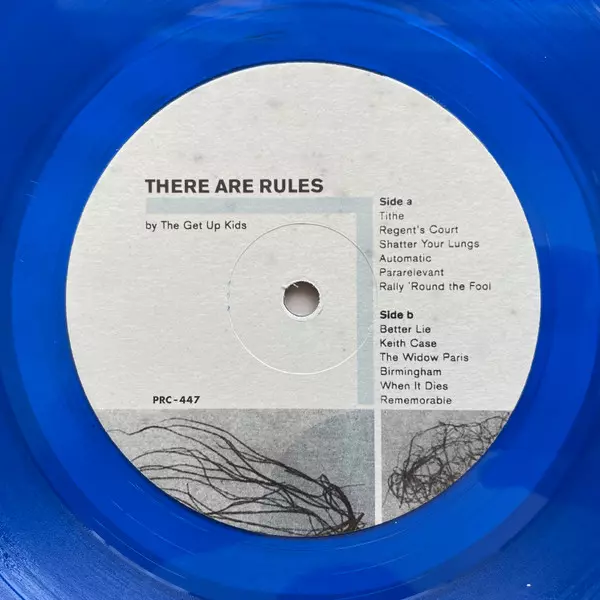 THERE ARE RULES
by The Get Up Kids
Side a
Tithe
Regent's Court
Shatter Your Lungs
Automatic
Pararelevant
Rally 'Round the Fool
Side b
Better Lie
Keith Case
The Widow Paris
Birmingham
When It Dies
Rememorable
PRC-447